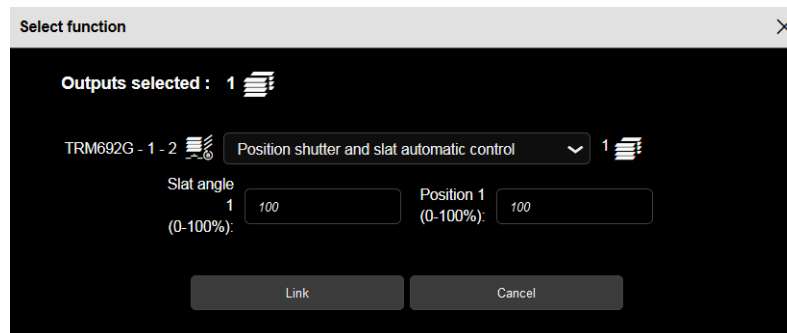 Select function
Outputs selected : 1
TRM692G - 1 - 2 Position shutter and slat automatic control 1
Slat angle
1
(0-100%):
100
Position 1
(0-100%):
100
Link Cancel